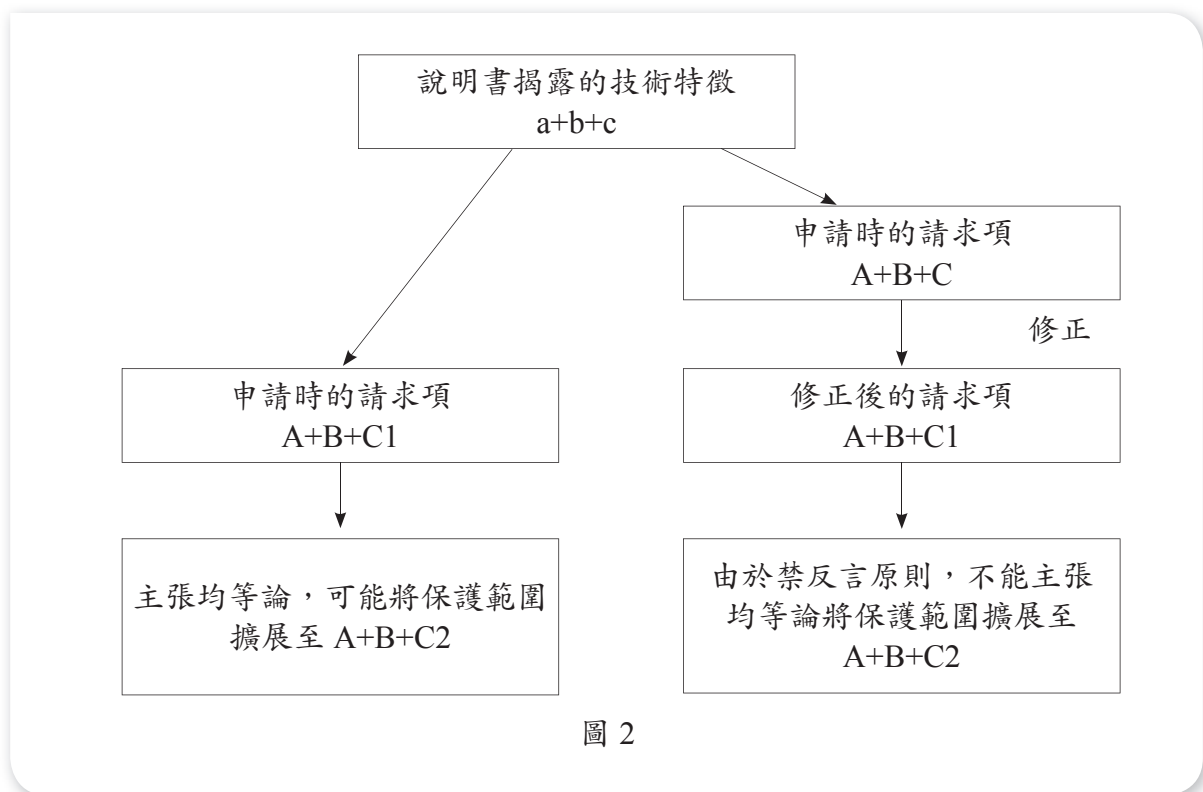 說明書揭露的技術特徵
a+b+c
申請時的請求項
A+B+C
修正
申請時的請求項
A+B+C1
修正後的請求項
A+B+C1
主張均等論，可能將保護範圍
擴展至 A+B+C2
由於禁反言原則，不能主張
均等論將保護範圍擴展至
A+B+C2
圖 2